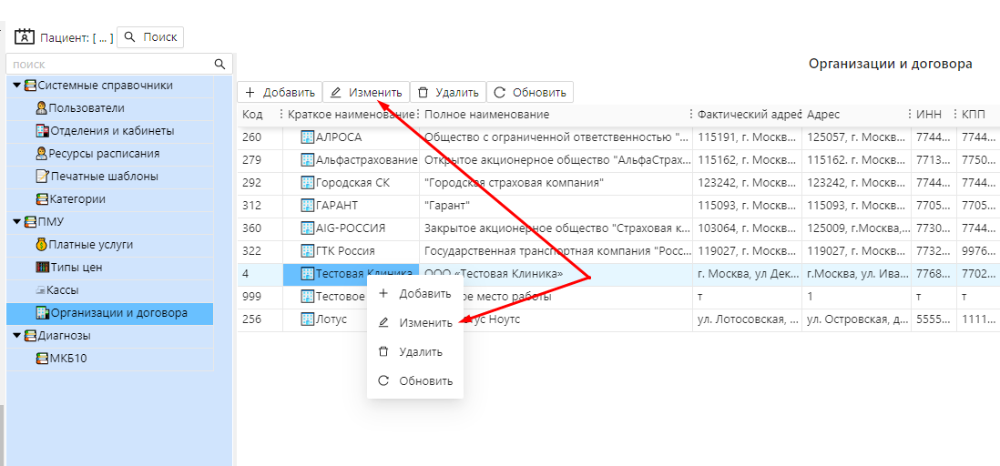 Пациент: [ ... ] Поиск
поиск
Системные справочники
Пользователи
Отделения и кабинеты
Ресурсы расписания
Печатные шаблоны
Категории
ПМУ
Платные услуги
Типы цен
Кассы
Организации и договора
Диагнозы
МКБ10
Организации и договора
Добавить Изменить Удалить Обновить
Код Краткое наименование Полное наименование Фактический адрес Адрес ИНН КПП
260 АЛРОСА Общество с ограниченной ответственностью "... 115191, г. Москв... 125057, г. Москв... 7744... 7744...
279 Альфастрахование Открытое акционерное общество "АльфаСтрах... 115162, г. Москв... 115162. г. Москв... 7713... 7750...
292 Городская СК "Городская страховая компания" 123242, г. Москв... 123242, г. Москв... 7744... 7744...
312 ГАРАНТ "Гарант" 115093, г. Москв... 115093, г. Москв... 7705... 7705...
360 AIG-РОССИЯ Закрытое акционерное общество "Страховая к... 103064, г. Москв... 125009, г.Москва,... 7730... 7744...
322 ГТК Россия Государственная транспортная компания "Росс... 119027, г. Москв... 119027, г. Москв... 7732... 9976...
4 Тестовая Клиника ООО «Тестовая Клиника» г. Москва, ул Дек... г.Москва, ул. Ива... 7768... 7702...
999 Тестовое место работы т 1 т т
256 Лотус Ноутс ул. Лотосовская, ... ул. Островская, д... 5555... 1111...
Добавить
Изменить
Удалить
Обновить